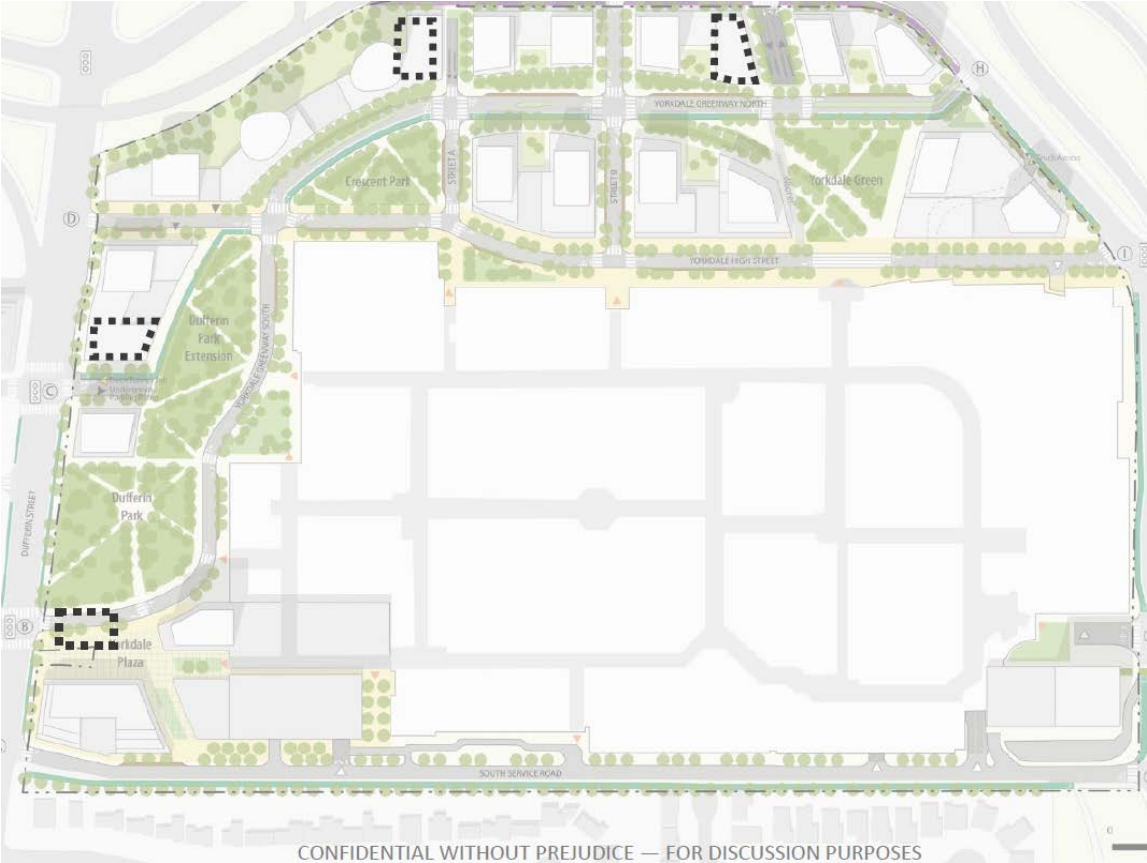 H
YORKDALE GREENWAY NORTH
STREET A
Crescent Park
STREET B
Yorkdale Green
D
I
YORKDALE HIGH STREET
Dufferin
Park
Extension
YORKDALE GREENWAY SOUTH
C
Dufferin
Park
DUFFERIN STREET
B
Yorkdale
Plaza
SOUTH SERVICE ROAD
0
CONFIDENTIAL WITHOUT PREJUDICE — FOR DISCUSSION PURPOSES